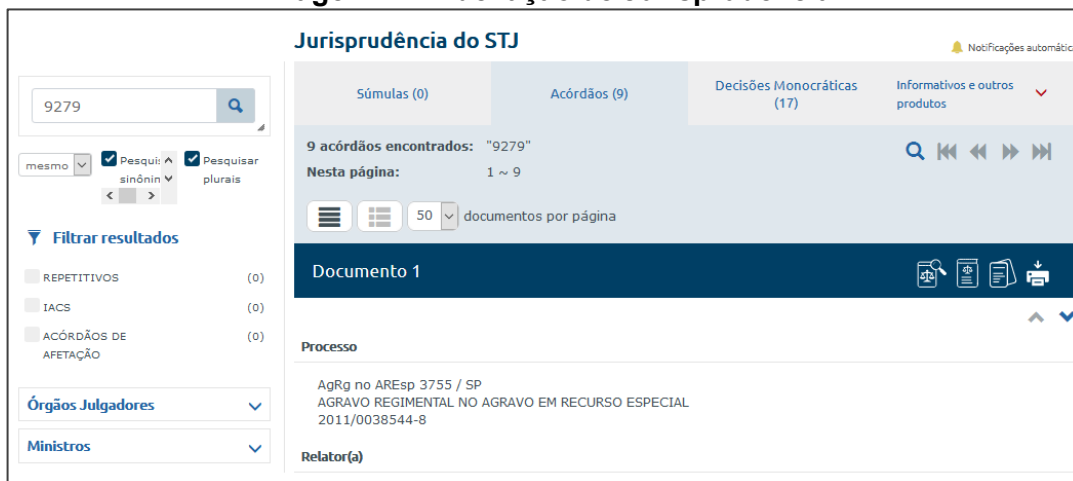 Jurisprudência do STJ
Notificações automátic
9279
mesmo
Pesqui
sinônin
Pesquisar
plurais
Filtrar resultados
REPETITIVOS (0)
IACS (0)
ACÓRDÃOS DE (0)
AFETAÇÃO
Órgãos Julgadores
Ministros
Súmulas (0)
Acórdãos (9)
Decisões Monocráticas
(17)
Informativos e outros
produtos
9 acórdãos encontrados: "9279"
Nesta página: 1 ~ 9
50 documentos por página
Documento 1
Processo
AgRg no AREsp 3755 / SP
AGRAVO REGIMENTAL NO AGRAVO EM RECURSO ESPECIAL
2011/0038544-8
Relator(a)